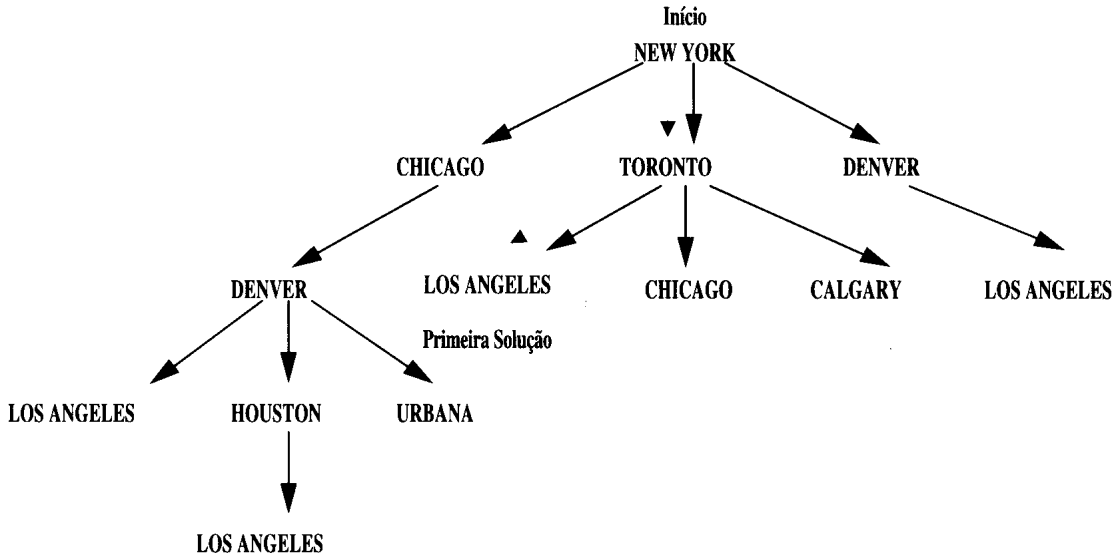 Início
NEW YORK
CHICAGO
TORONTO
DENVER
DENVER
LOS ANGELES
CHICAGO
CALGARY
LOS ANGELES
Primeira Solução
LOS ANGELES
HOUSTON
URBANA
LOS ANGELES